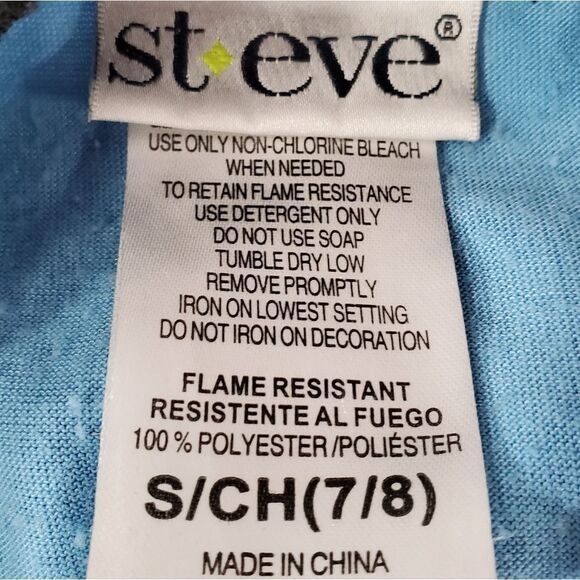 st eve®
USE ONLY NON-CHLORINE BLEACH
WHEN NEEDED
TO RETAIN FLAME RESISTANCE
USE DETERGENT ONLY
DO NOT USE SOAP
TUMBLE DRY LOW
REMOVE PROMPTLY
IRON ON LOWEST SETTING
DO NOT IRON ON DECORATION
FLAME RESISTANT
RESISTENTE AL FUEGO
100 % POLYESTER /POLIÉSTER
S/CH(7/8)
MADE IN CHINA